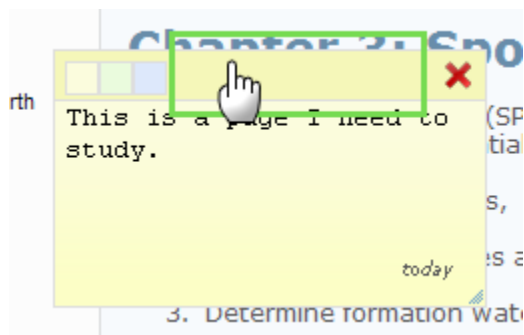 Chapter 3: Spo
rth
This is a page I need to
study.
(SP
tial
s,
es a
today
3. Determine formation wate